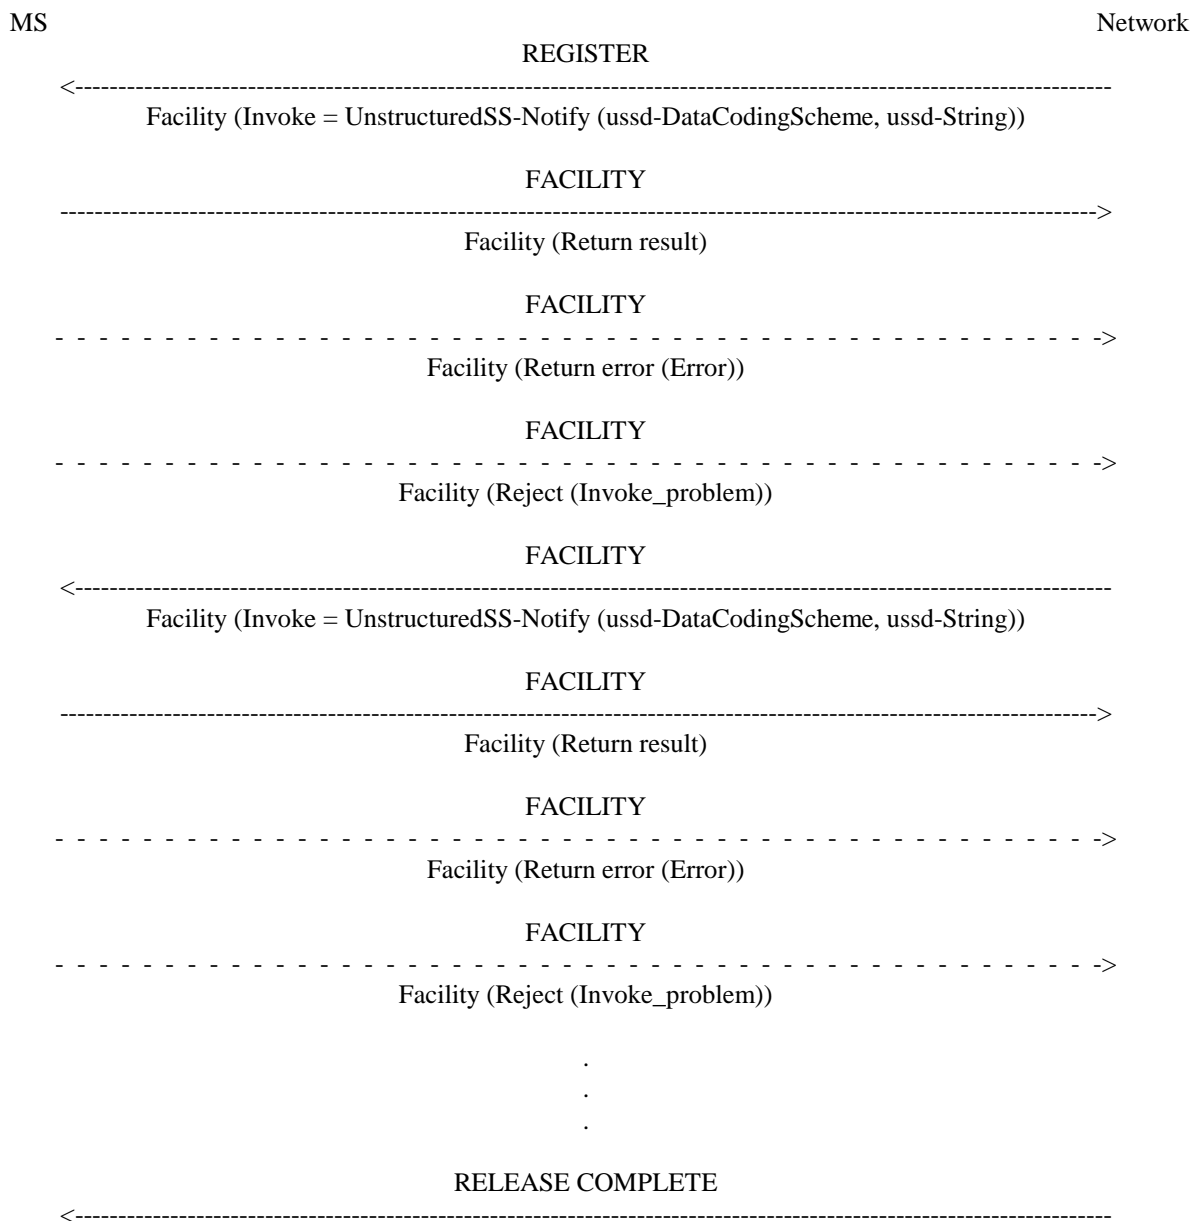 MS Network
REGISTER
<------------------------------------------------------------------------------------------------------------------------
Facility (Invoke = UnstructuredSS-Notify (ussd-DataCodingScheme, ussd-String))
FACILITY
------------------------------------------------------------------------------------------------------------------------>
Facility (Return result)
FACILITY
- - - - - - - - - - - - - - - - - - - - - - - - - - - - - - - - - - - - - - - - - - - - - - - - ->
Facility (Return error (Error))
FACILITY
- - - - - - - - - - - - - - - - - - - - - - - - - - - - - - - - - - - - - - - - - - - - - - - - ->
Facility (Reject (Invoke_problem))
FACILITY
<------------------------------------------------------------------------------------------------------------------------
Facility (Invoke = UnstructuredSS-Notify (ussd-DataCodingScheme, ussd-String))
FACILITY
------------------------------------------------------------------------------------------------------------------------>
Facility (Return result)
FACILITY
- - - - - - - - - - - - - - - - - - - - - - - - - - - - - - - - - - - - - - - - - - - - - - - - ->
Facility (Return error (Error))
FACILITY
- - - - - - - - - - - - - - - - - - - - - - - - - - - - - - - - - - - - - - - - - - - - - - - - ->
Facility (Reject (Invoke_problem))
.
.
.
RELEASE COMPLETE
<------------------------------------------------------------------------------------------------------------------------